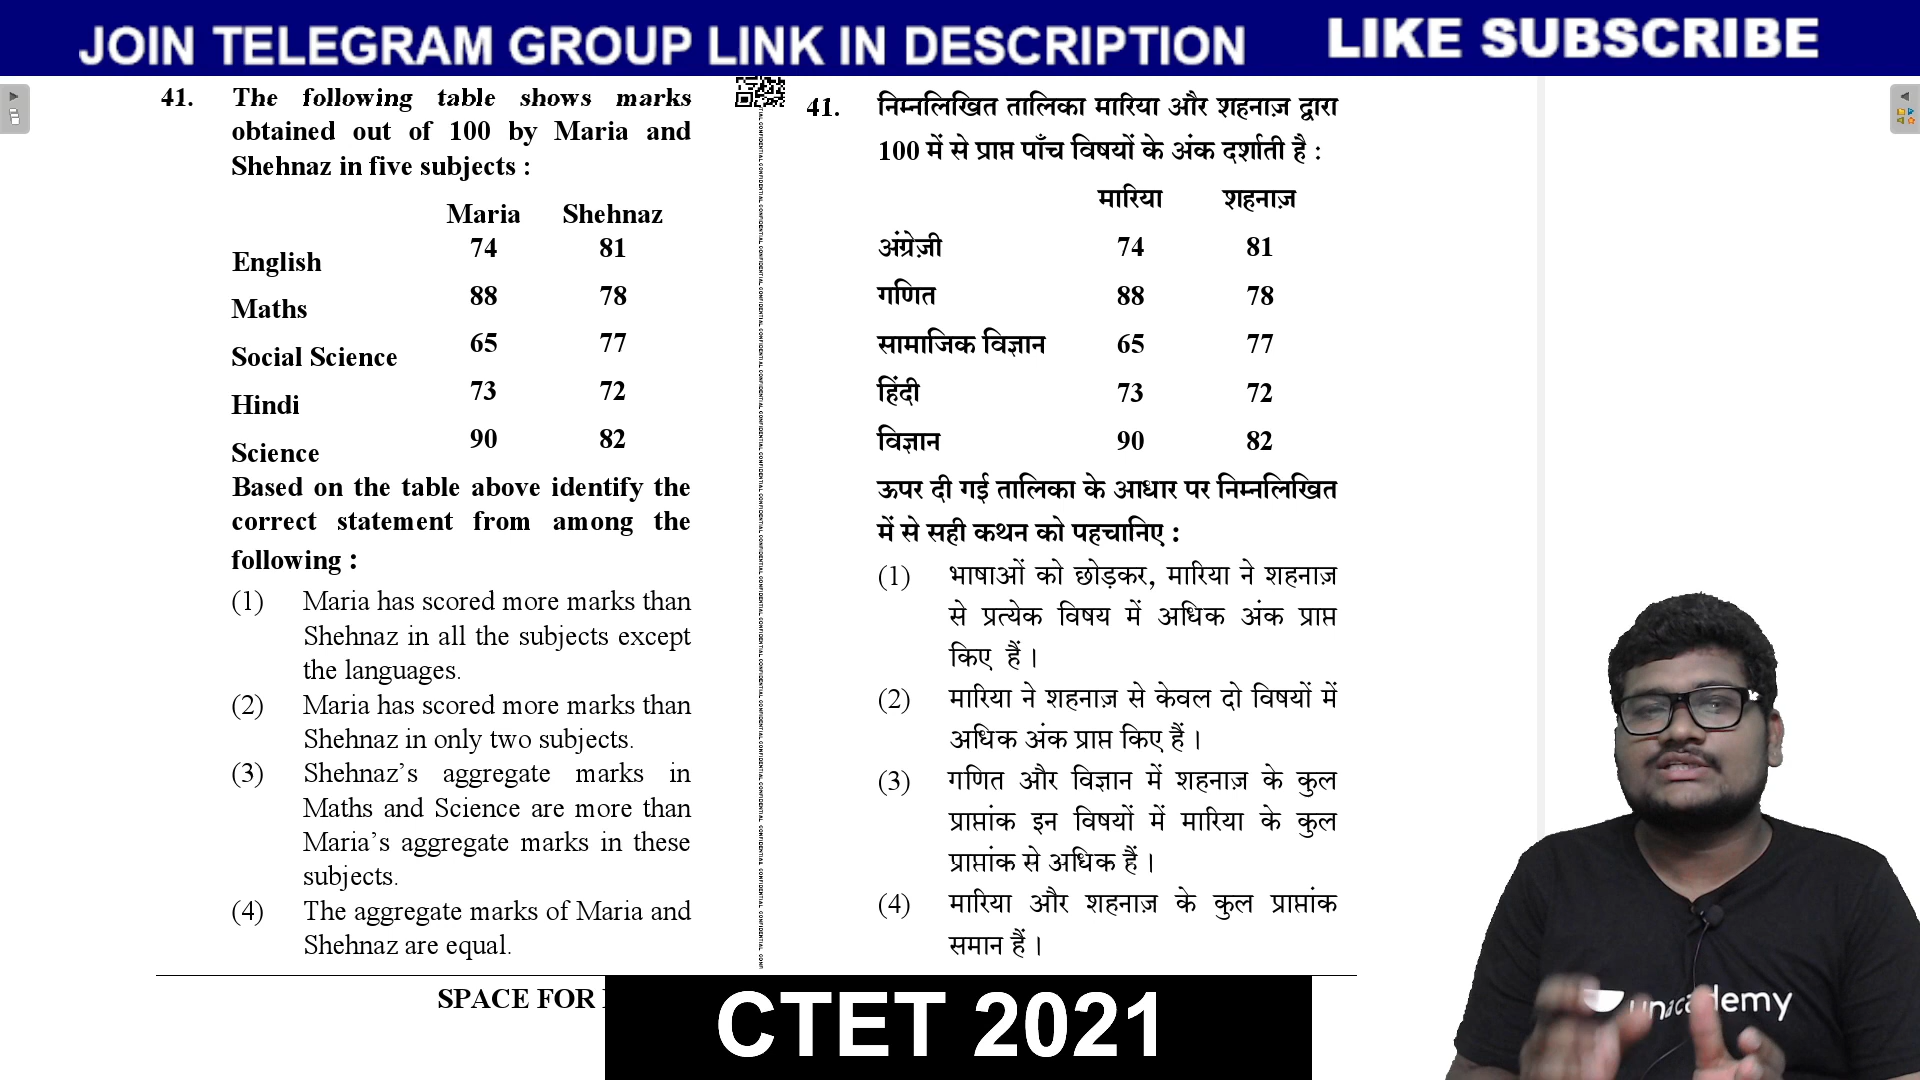 JOIN TELEGRAM GROUP LINK IN DESCRIPTION LIKE SUBSCRIBE
41. The following table shows marks
obtained out of 100 by Maria and
Shehnaz in five subjects :
Maria Shehnaz
English 74 81
Maths 88 78
Social Science 65 77
Hindi 73 72
Science 90 82
Based on the table above identify the
correct statement from among the
following :
(1) Maria has scored more marks than
Shehnaz in all the subjects except
the languages.
(2) Maria has scored more marks than
Shehnaz in only two subjects.
(3) Shehnaz’s aggregate marks in
Maths and Science are more than
Maria’s aggregate marks in these
subjects.
(4) The aggregate marks of Maria and
Shehnaz are equal.
41. निम्नलिखित तालिका मारिया और शहनाज़ द्वारा
100 में से प्राप्त पाँच विषयों के अंक दर्शाती है :
मारिया शहनाज़
अंग्रेज़ी 74 81
गणित 88 78
सामाजिक विज्ञान 65 77
हिंदी 73 72
विज्ञान 90 82
ऊपर दी गई तालिका के आधार पर निम्नलिखित
में से सही कथन को पहचानिए :
(1) भाषाओं को छोड़कर, मारिया ने शहनाज़
से प्रत्येक विषय में अधिक अंक प्राप्त
किए हैं ।
(2) मारिया ने शहनाज़ से केवल दो विषयों में
अधिक अंक प्राप्त किए हैं ।
(3) गणित और विज्ञान में शहनाज़ के कुल
प्राप्तांक इन विषयों में मारिया के कुल
प्राप्तांक से अधिक हैं ।
(4) मारिया और शहनाज़ के कुल प्राप्तांक
समान हैं ।
SPACE FOR
CTET 2021
unacademy